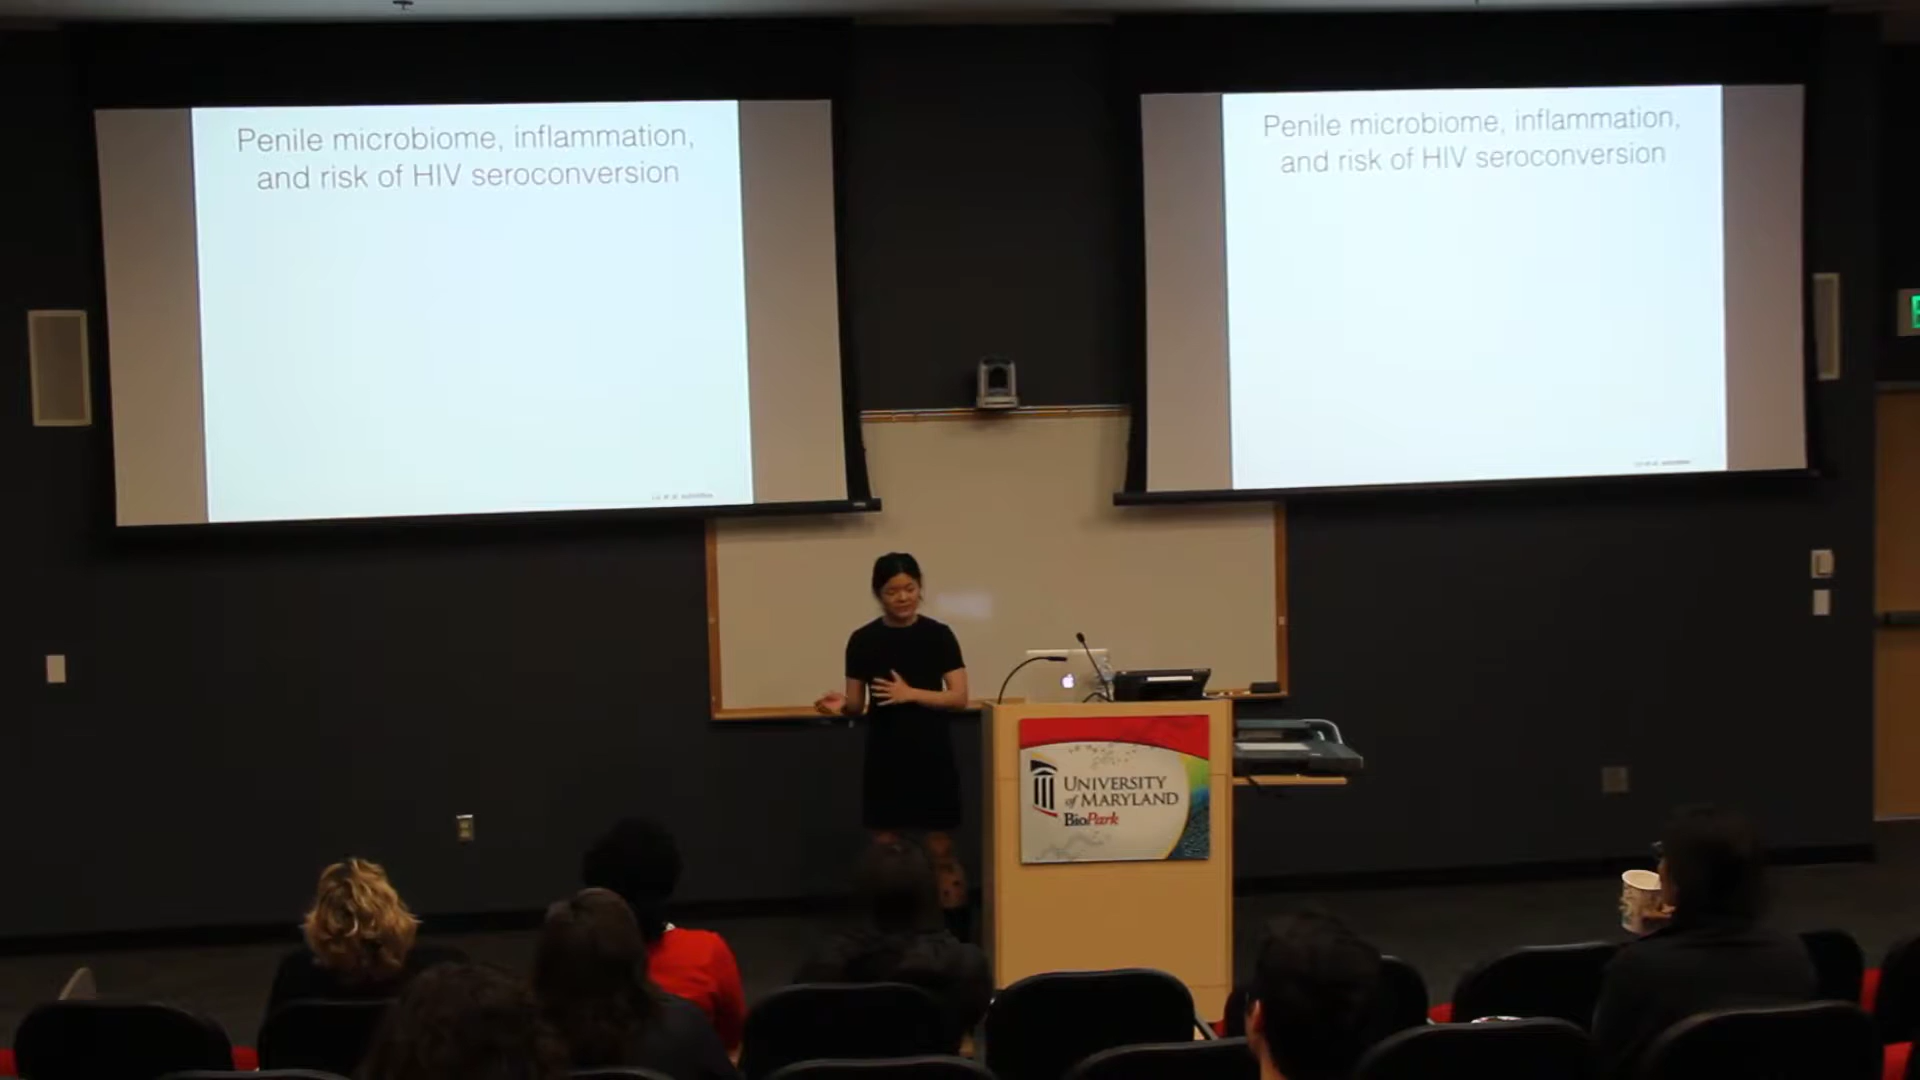 Penile microbiome, inflammation,
and risk of HIV seroconversion
Penile microbiome, inflammation,
and risk of HIV seroconversion
UNIVERSITY
of MARYLAND
BioPark